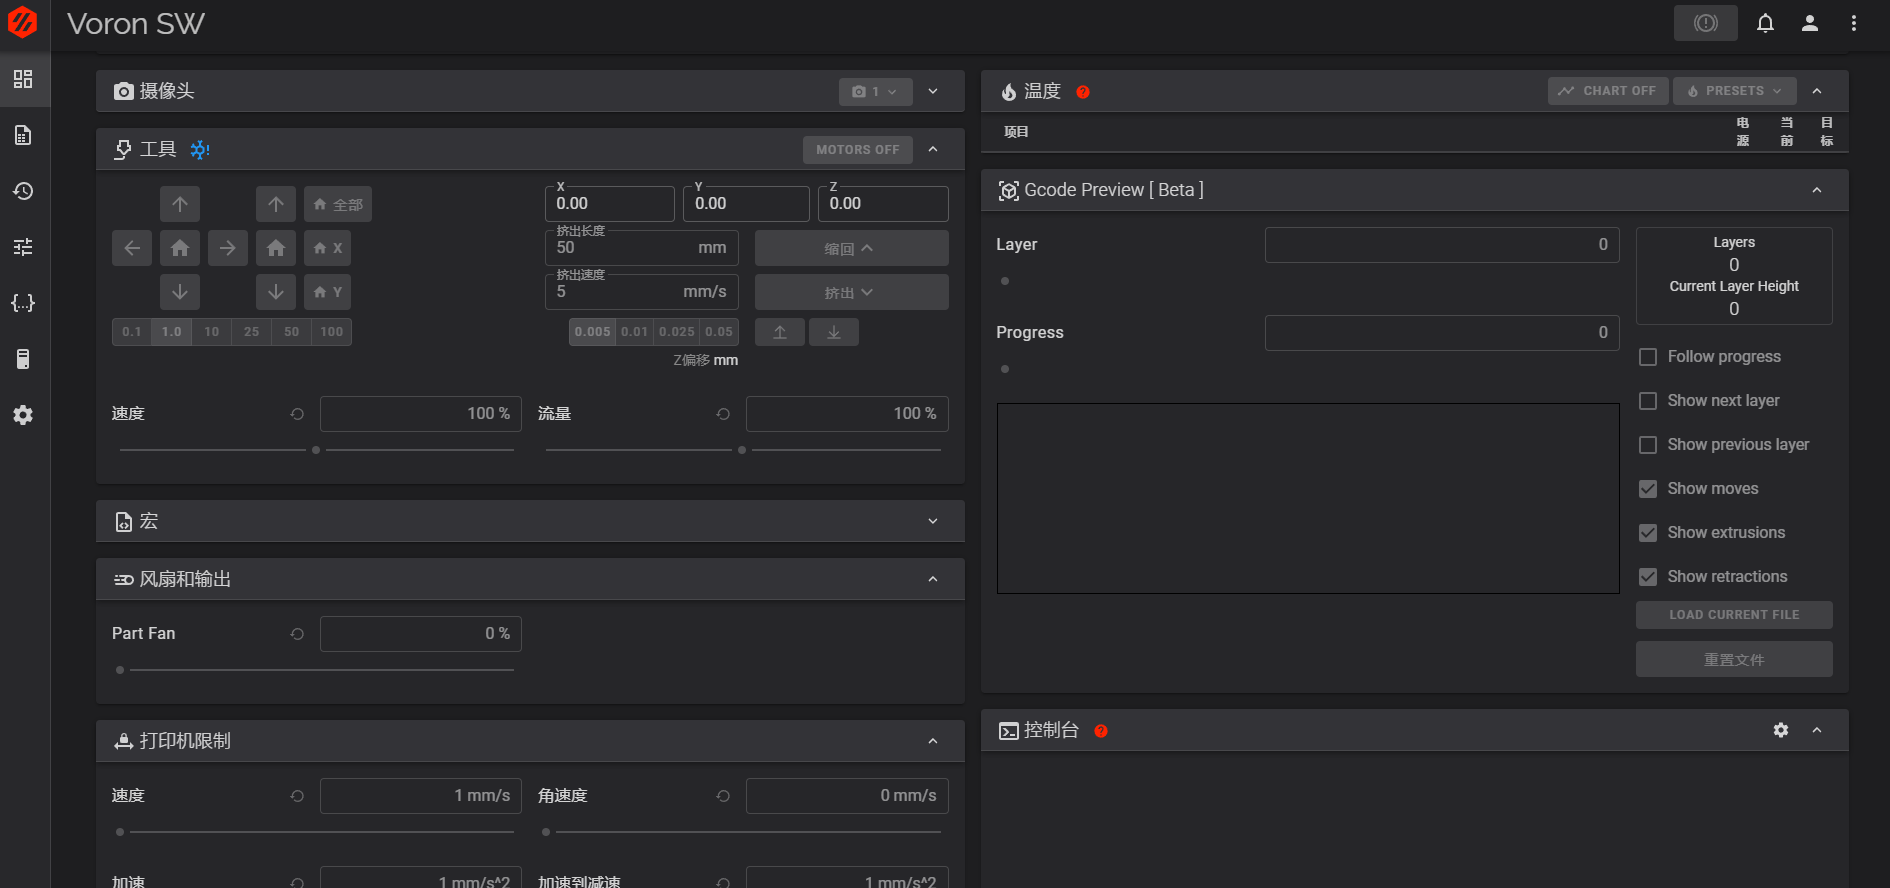 Voron SW
摄像头
1
工具
MOTORS OFF
全部
X
Y
0.1 1.0 10 25 50 100
X
0.00
Y
0.00
Z
0.00
挤出长度
50 mm
缩回
挤出速度
5 mm/s
挤出
0.005 0.01 0.025 0.05
Z偏移 mm
速度
100 %
流量
100 %
宏
风扇和输出
Part Fan
0 %
打印机限制
速度
1 mm/s
角速度
0 mm/s
加速
1 mm/s^2
加速到减速
1 mm/s^2
温度
?
CHART OFF
PRESETS
项目
电源
当前
目标
Gcode Preview [ Beta ]
Layer
0
Progress
0
Layers
0
Current Layer Height
0
Follow progress
Show next layer
Show previous layer
Show moves
Show extrusions
Show retractions
LOAD CURRENT FILE
重置文件
控制台
?